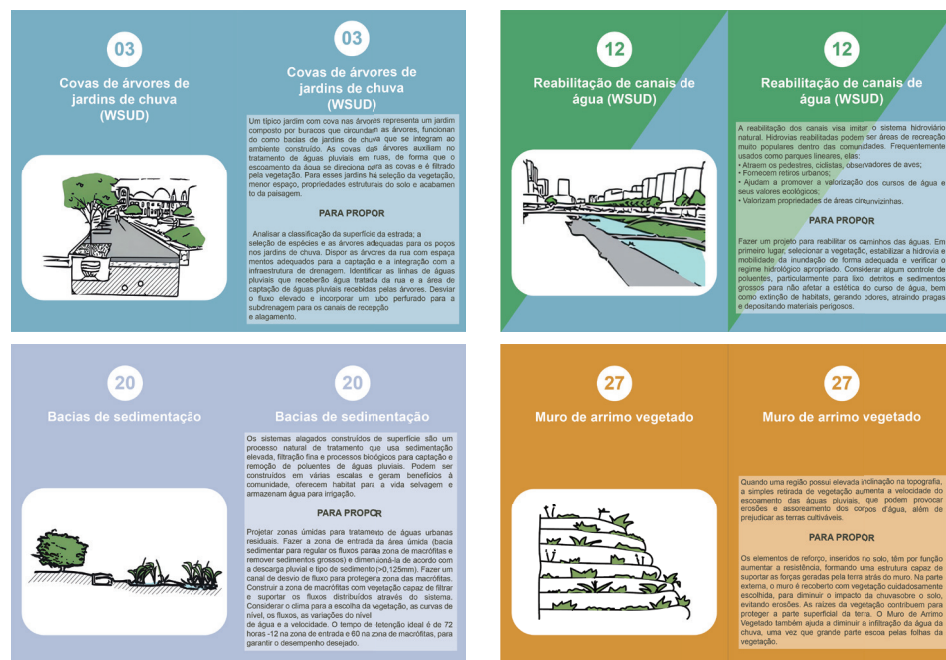 03
Covas de árvores de
jardins de chuva
(WSUD)
03
Covas de árvores de
jardins de chuva
(WSUD)
Um típico jardim com cova nas árvores representa um jardim
composto por buracos que circundam as árvores, funcionan
do como bacias de jardins de chuva que se integram ao
ambiente construído. As covas das árvores auxiliam no
tratamento de águas pluviais em ruas, de forma que o
escoamento da água se direciona para as covas e é filtrado
pela vegetação. Para esses jardins há seleção da vegetação,
menor espaço, propriedades estruturais do solo e acabamen
to da paisagem.
PARA PROPOR
Analisar a classificação da superfície da estrada; a
seleção de espécies e as árvores adequadas para os poços
nos jardins de chuva. Dispor as árvores da rua com espaça
mentos adequados para a captação e a integração com a
infraestrutura de drenagem. Identificar as linhas de águas
pluviais que receberão água tratada da rua e a área de
captação de águas pluviais recebidas pelas árvores. Desviar
o fluxo elevado e incorporar um ubo perfurado para a
subdrenagem para os canais de recepção
e alagamento.
12
Reabilitação de canais de
água (WSUD)
12
Reabilitação de canais de
água (WSUD)
A reabilitação dos canais visa imitar o sistema hidroviário
natural. Hidrovias reabilitadas podem ser áreas de recreação
muito populares dentro das comunidades. Frequentemente
usados como parques lineares, elas:
• Atraem os pedestres, ciclistas, observadores de aves;
• Fornecem retiros urbanos;
• Ajudam a promover a valorização dos cursos de água e
seus valores ecológicos;
• Valorizam propriedades de áreas circunvizinhas.
PARA PROPOR
Fazer um projeto para reabilitar os caminhos das águas. Em
primeiro lugar, selecionar a vegetação, estabilizar a hidrovia e
mobilidade da inundação de forma adequada e verificar o
regime hidrológico apropriado. Considerar algum controle de
poluentes, particularmente para lixo detritos e sedimentos
grossos para não afetar a estética do curso de água, bem
como extinção de habitats, gerando odores, atraindo pragas
e depositando materiais perigosos.
20
Bacias de sedimentação
20
Bacias de sedimentação
Os sistemas alagados construídos de superfície são um
processo natural de tratamento que usa sedimentação
elevada, filtração fina e processos biológicos para captação e
remoção de poluentes de águas pluviais. Podem ser
construídos em várias escalas e geram benefícios à
comunidade, oferecem habitat para a vida selvagem e
armazenam água para irrigação.
PARA PROPOR
Projetar zonas úmidas para tratameto de águas urbanas
residuais. Fazer a zona de entrada da área úmida (bacia
sedimentar para regular os fluxos paraa zona de macrófitas e
remover sedimentos grossos) e dimensioná-la de acordo com
a descarga pluvial e tipo de sedimento(>0,125mm). Fazer um
canal de desvio de fluxo para protegera zona das macrófitas.
Construir a zona de macrófitas com vegetação capaz de filtrar
e suportar os fluxos distribuídos através do sistema.
Considerar o clima para a escolha da vegetação, as curvas de
nível, os fluxos, as variações do nível
de água e a velocidade. O tempo de detenção ideal é de 72
horas -12 na zona de entrada e 60 na zona de macrófitas, para
garantir o desempenho desejado.
27
Muro de arrimo vegetado
27
Muro de arrimo vegetado
Quando uma região possui elevada inclinação na topografia,
a simples retirada de vegetação aumenta a velocidade do
escoamento das águas pluviais, que podem provocar
erosões e assoreamento dos corpos d'água, além de
prejudicar as terras cultiváveis.
PARA PROPOR
Os elementos de reforço, inseridos no solo, têm por função
aumentar a resistência, formando uma estrutura capaz de
suportar as forças geradas pela terra atrás do muro. Na parte
externa, o muro é recoberto com vegetação cuidadosamente
escolhida, para diminuir o impacto da chuvasobre o solo,
evitando erosões. As raízes da vegetação contribuem para
proteger a parte superficial da terra. O Muro de Arrimo
Vegetado também ajuda a diminuir a infiltração da água da
chuva, uma vez que grande parte escoa pelas folhas da
vegetação.